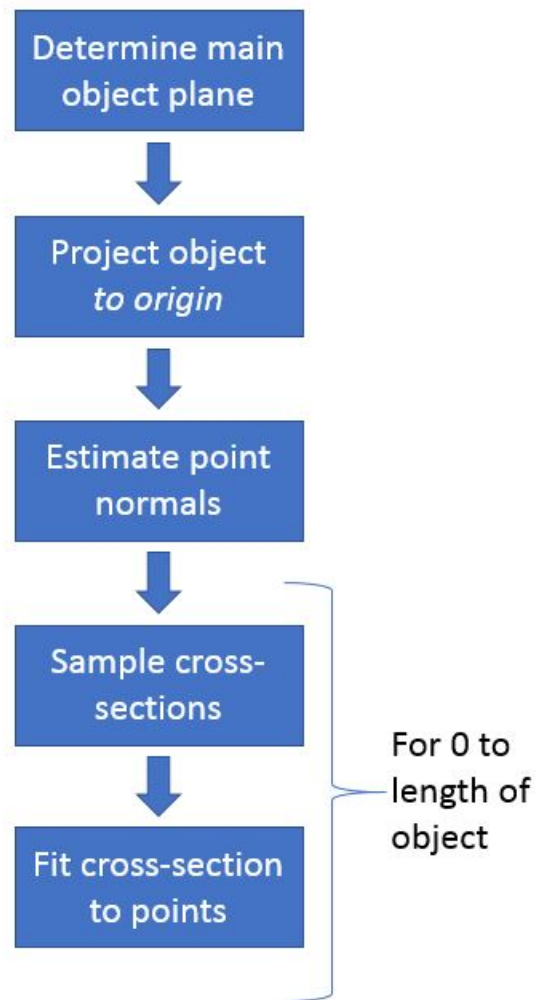 Determine main
object plane
Project object
to origin
Estimate point
normals
Sample cross-
sections
Fit cross-section
to points
For 0 to
length of
object